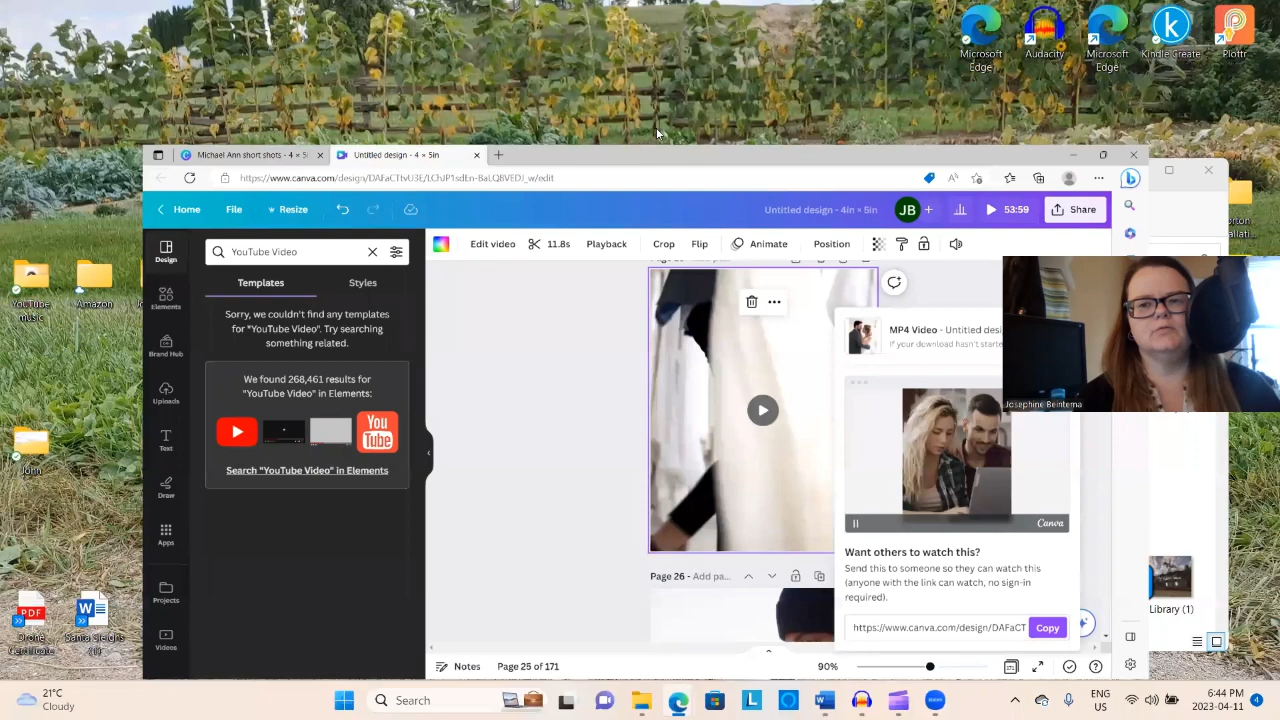 Microsoft Edge
Audacity
Microsoft Edge
Kindle Create
Plottr
Michael Ann short shots - 4 × 5i
Untitled design - 4 × 5in
https://www.canva.com/design/DAFaCTtvU3E/LChJP1sdEn-BaLQ8VEDJ_w/edit
Home
File
Resize
Untitled design - 4in × 5in
JB
53:59
Share
Design
YouTube Video
Edit video
11.8s
Playback
Crop
Flip
Animate
Position
Templates
Styles
Elements
Sorry, we couldn't find any templates
for "YouTube Video". Try searching
something related.
Brand Hub
Uploads
Text
Draw
Apps
Projects
Videos
We found 268,461 results for
"YouTube Video" in Elements:
You
Tube
Search "YouTube Video" in Elements
Page 26 - Add pa...
MP4 Video - Untitled desi
If your download hasn't starte
Canva
Want others to watch this?
Send this to someone so they can watch this
(anyone with the link can watch, no sign-in
required).
https://www.canva.com/design/DAFaCT
Copy
Josephine Beintema
Library (1)
Notes
Page 25 of 171
90%
YouTube
music
Amazon
John
PDF
Drone
Certificate
Santa Sleighs
21°C
Cloudy
Search
ENG
US
6:44 PM
2023-04-11
4